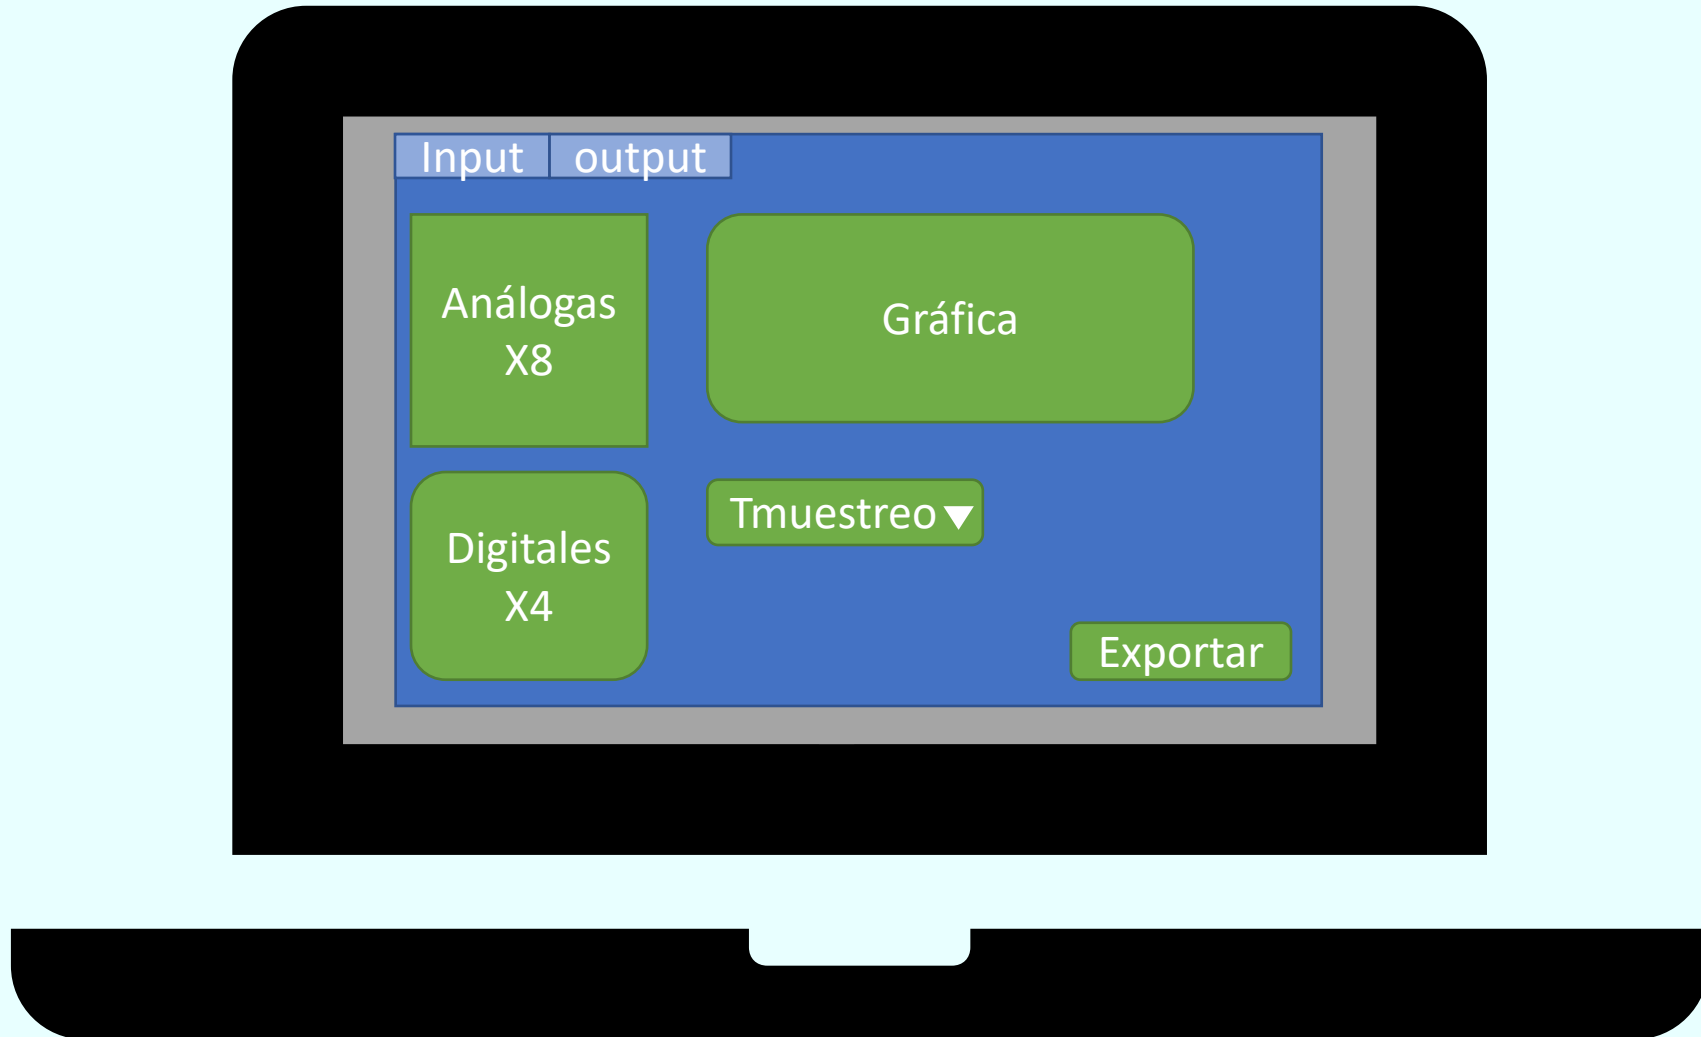 Input
output
Análogas
X8
Gráfica
Digitales
X4
Tmuestreo
Exportar